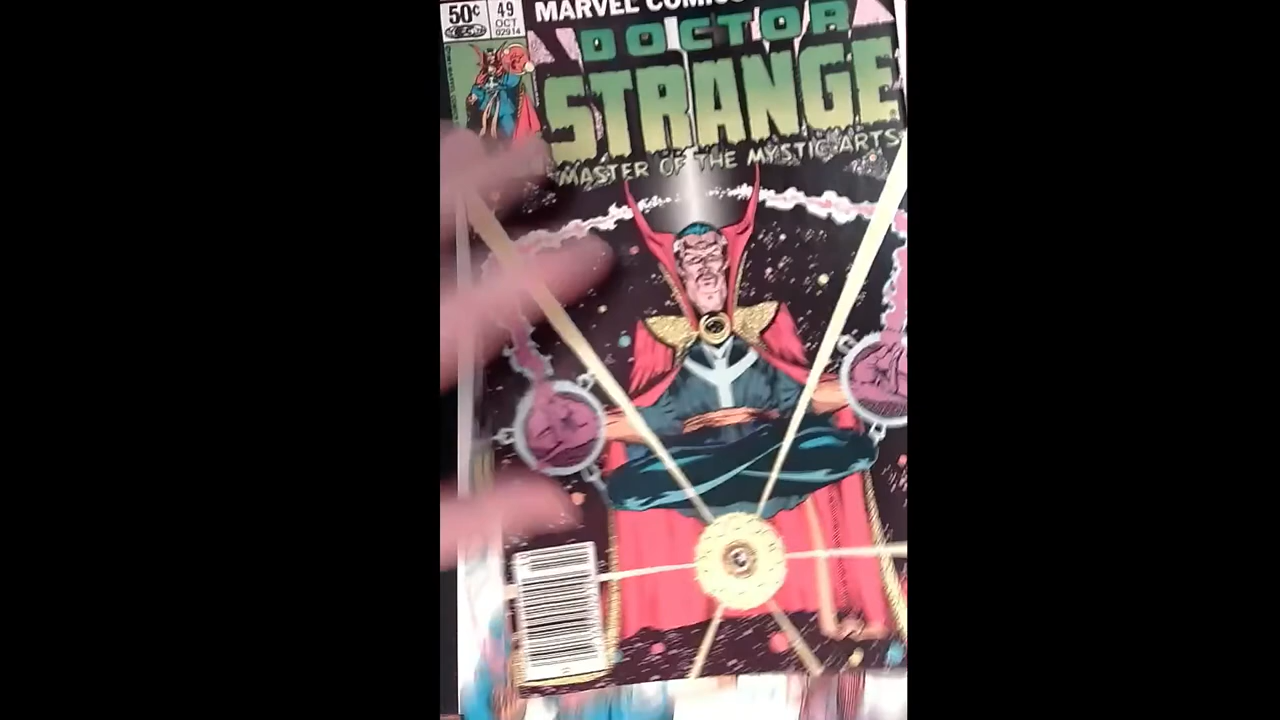 50¢
49
OCT
02914
MARVEL COMICS
DOCTOR
STRANGE
MASTER OF THE MYSTIC ARTS